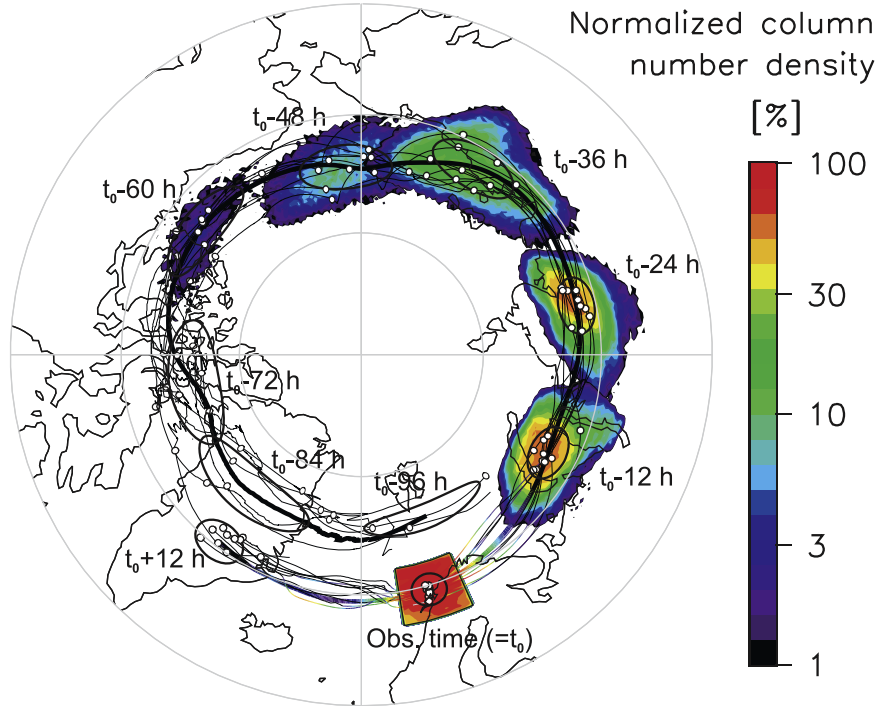 Normalized column
number density
[%]
100
30
10
3
1
t₀-48 h
t₀-36 h
t₀-60 h
t₀-24 h
t₀-72 h
t₀-84 h
t₀-96 h
t₀-12 h
t₀+12 h
Obs. time (=t₀)